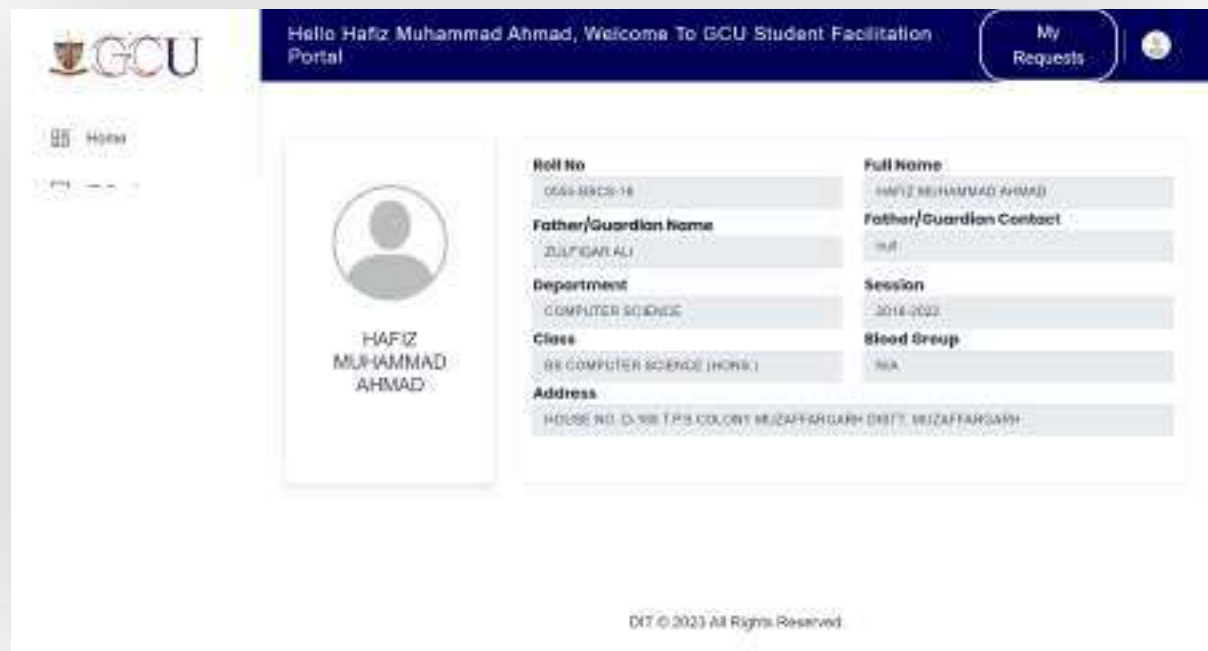 GCU
Hello Hafiz Muhammad Ahmad, Welcome To GCU Student Facilitation
Portal
My
Requests
Home
HAFIZ
MUHAMMAD
AHMAD
Roll No
Full Name
HAFIZ MUHAMMAD AHMAD
Father/Guardian Name
Father/Guardian Contact
ZULFIQAR ALI
null
Department
Session
COMPUTER SCIENCE
2018-2022
Class
Blood Group
BS COMPUTER SCIENCE (HONS.)
N/A
Address
HOUSE NO. T.P.S COLONY MUZAFFARGARH DISTT. MUZAFFARGARH
DIT © 2023 All Rights Reserved.